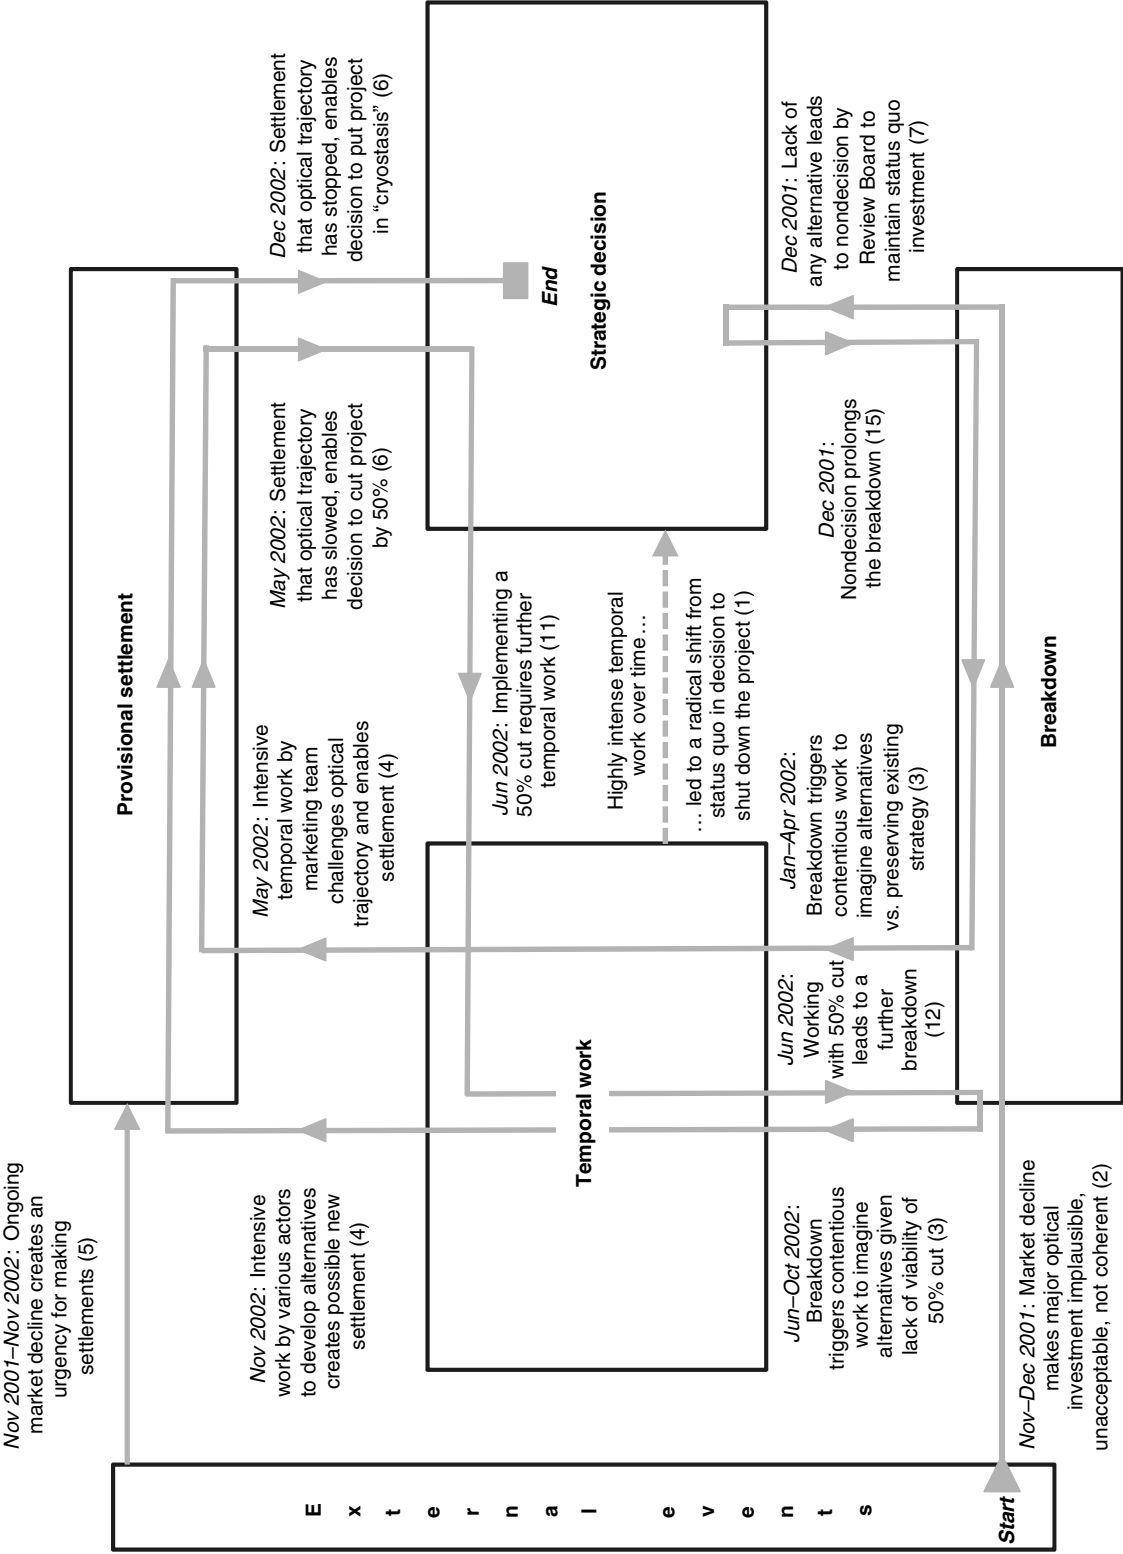 Nov 2001–Nov 2002: Ongoing
market decline creates an
urgency for making
settlements (5)
Provisional settlement
Nov 2002: Intensive
work by various actors
to develop alternatives
creates possible new
settlement (4)
May 2002: Intensive
temporal work by
marketing team
challenges optical
trajectory and enables
settlement (4)
May 2002: Settlement
that optical trajectory
has slowed, enables
decision to cut project
by 50% (6)
Dec 2002: Settlement
that optical trajectory
has stopped, enables
decision to put project
in “cryostasis” (6)
External events
Temporal work
Jun 2002: Implementing a
50% cut requires further
temporal work (11)
Highly intense temporal
work over time…
… led to a radical shift from
status quo in decision to
shut down the project (1)
End
Strategic decision
Jun–Oct 2002:
Breakdown
triggers contentious
work to imagine
alternatives given
lack of viability of
50% cut (3)
Jun 2002:
Working
with 50% cut
leads to a
further
breakdown
(12)
Jan–Apr 2002:
Breakdown triggers
contentious work to
imagine alternatives
vs. preserving existing
strategy (3)
Dec 2001:
Nondecision prolongs
the breakdown (15)
Dec 2001: Lack of
any alternative leads
to nondecision by
Review Board to
maintain status quo
investment (7)
Start
Nov–Dec 2001: Market decline
makes major optical
investment implausible,
unacceptable, not coherent (2)
Breakdown